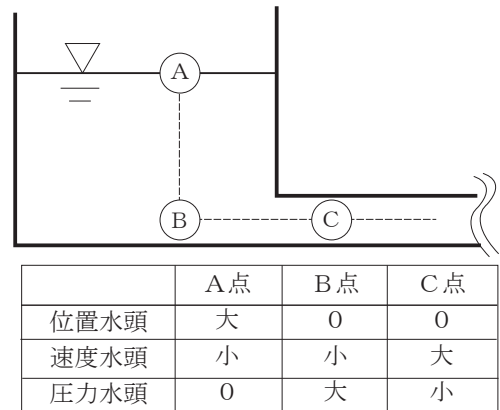 A
B
C
A点 B点 C点
位置水頭 大 0 0
速度水頭 小 小 大
圧力水頭 0 大 小